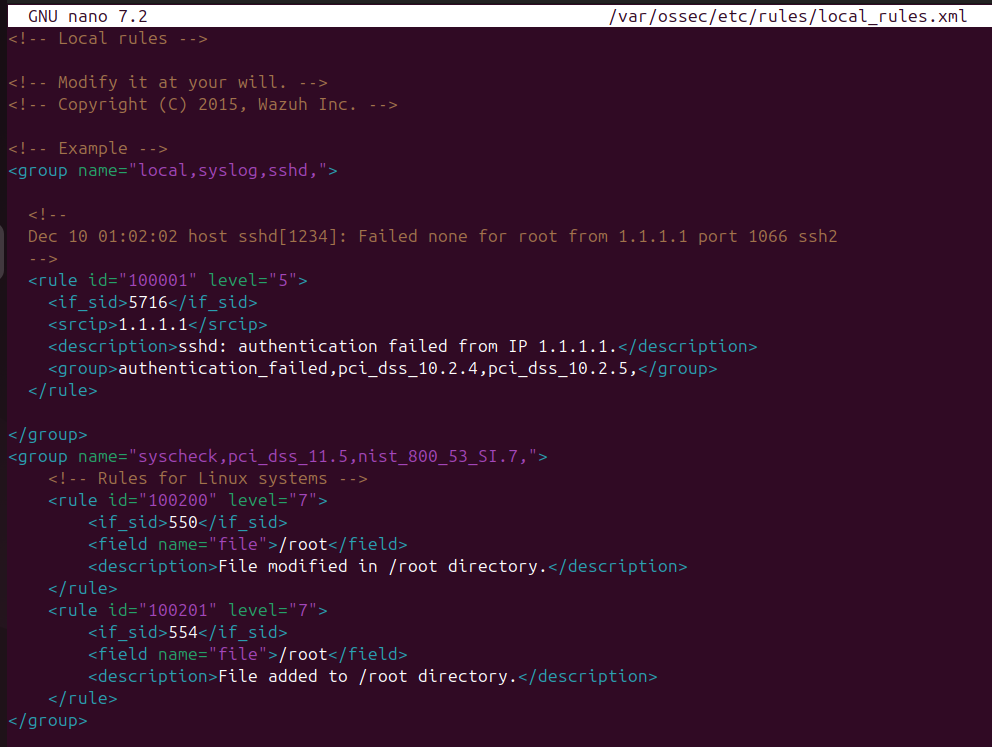 GNU nano 7.2 /var/ossec/etc/rules/local_rules.xml
<!-- Local rules -->
<!-- Modify it at your will. -->
<!-- Copyright (C) 2015, Wazuh Inc. -->
<!-- Example -->
<group name="local,syslog,sshd,">
<!--
Dec 10 01:02:02 host sshd[1234]: Failed none for root from 1.1.1.1 port 1066 ssh2
-->
<rule id="100001" level="5">
<if_sid>5716</if_sid>
<srcip>1.1.1.1</srcip>
<description>sshd: authentication failed from IP 1.1.1.1.</description>
<group>authentication_failed,pci_dss_10.2.4,pci_dss_10.2.5,</group>
</rule>
</group>
<group name="syscheck,pci_dss_11.5,nist_800_53_SI.7,">
<!-- Rules for Linux systems -->
<rule id="100200" level="7">
<if_sid>550</if_sid>
<field name="file">/root</field>
<description>File modified in /root directory.</description>
</rule>
<rule id="100201" level="7">
<if_sid>554</if_sid>
<field name="file">/root</field>
<description>File added to /root directory.</description>
</rule>
</group>